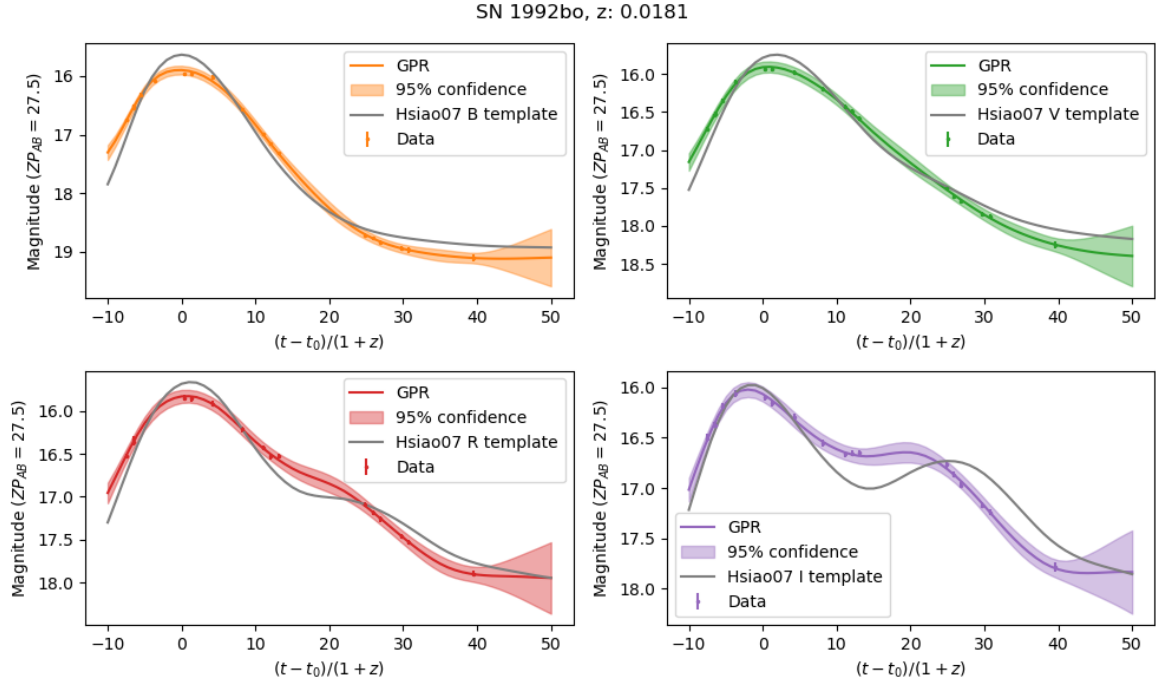 SN 1992bo, z: 0.0181
Magnitude (ZP_AB = 27.5)
16
17
18
19
GPR
95% confidence
Hsiao07 B template
Data
−10 0 10 20 30 40 50
(t − t₀)/(1 + z)
Magnitude (ZP_AB = 27.5)
16.0
16.5
17.0
17.5
18.0
18.5
GPR
95% confidence
Hsiao07 V template
Data
−10 0 10 20 30 40 50
(t − t₀)/(1 + z)
Magnitude (ZP_AB = 27.5)
16.0
16.5
17.0
17.5
18.0
GPR
95% confidence
Hsiao07 R template
Data
−10 0 10 20 30 40 50
(t − t₀)/(1 + z)
Magnitude (ZP_AB = 27.5)
16.0
16.5
17.0
17.5
18.0
GPR
95% confidence
Hsiao07 I template
Data
−10 0 10 20 30 40 50
(t − t₀)/(1 + z)